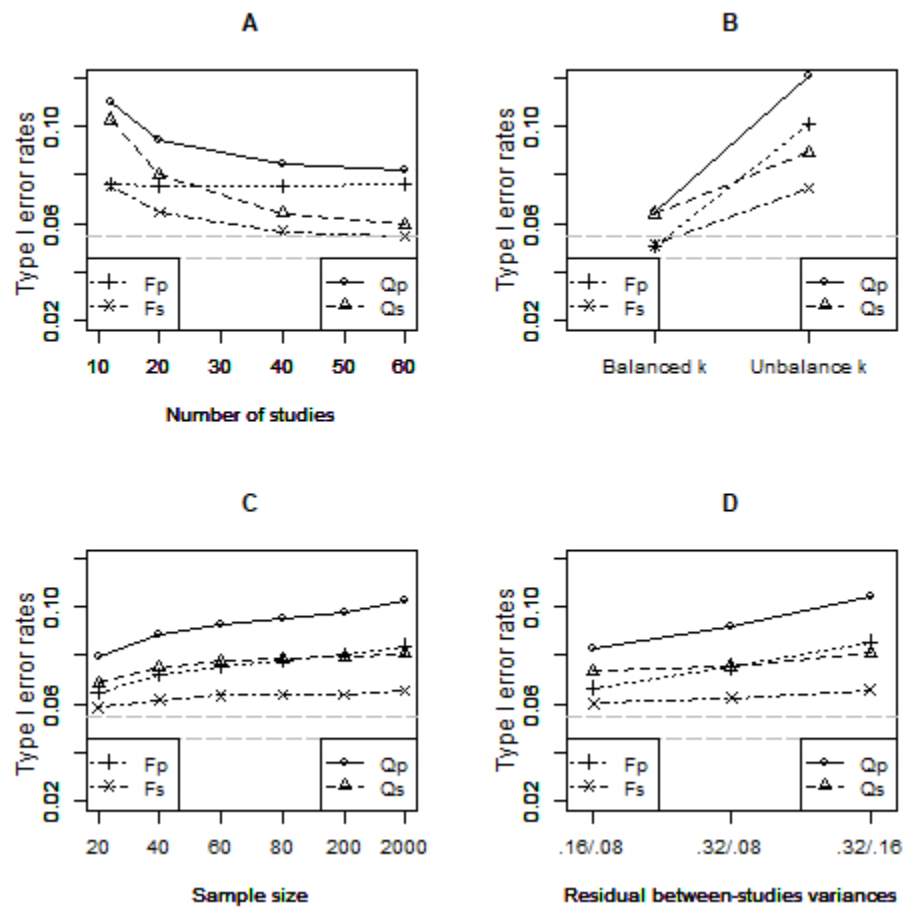 A
Type I error rates
0.02 0.06 0.10
Fp
Fs
Qp
Qs
10 20 30 40 50 60
Number of studies
B
Type I error rates
0.02 0.06 0.10
Fp
Fs
Qp
Qs
Balanced k Unbalance k
C
Type I error rates
0.02 0.06 0.10
Fp
Fs
Qp
Qs
20 40 60 80 200 2000
Sample size
D
Type I error rates
0.02 0.06 0.10
Fp
Fs
Qp
Qs
.16/.08 .32/.08 .32/.16
Residual between-studies variances